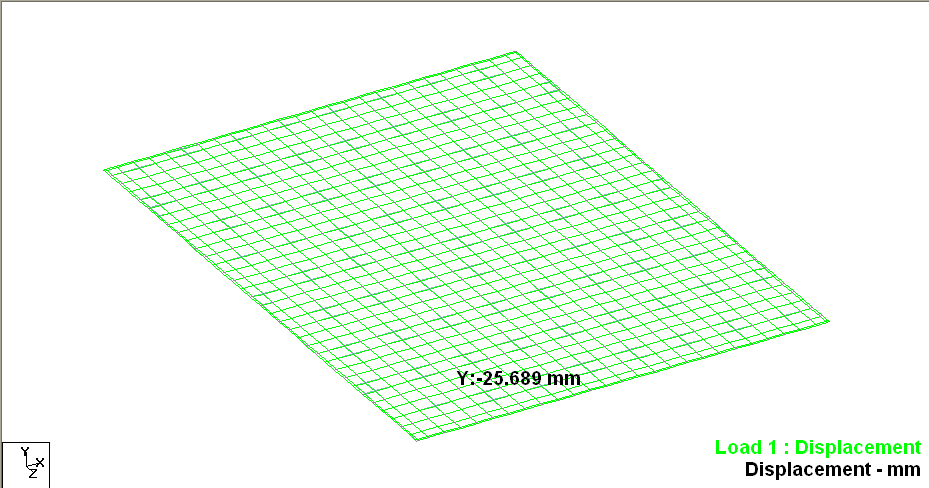 Y:-25.689 mm
Load 1 : Displacement
Displacement - mm
Y
X
Z